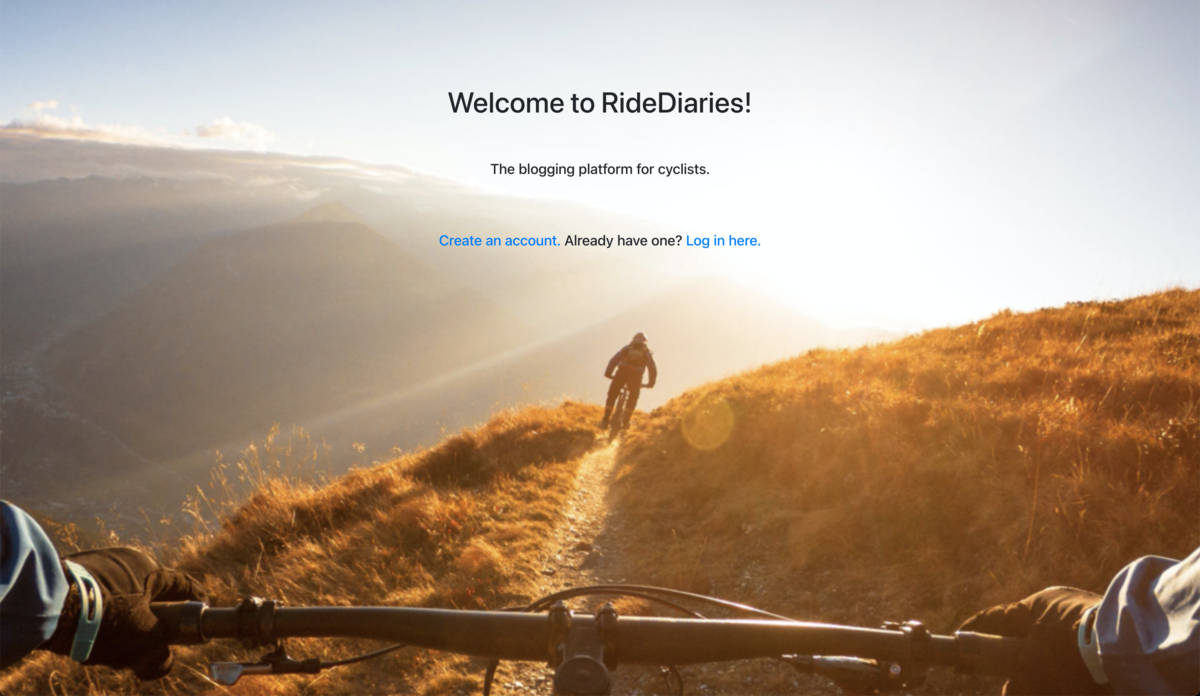 Welcome to RideDiaries!
The blogging platform for cyclists.
Create an account. Already have one? Log in here.